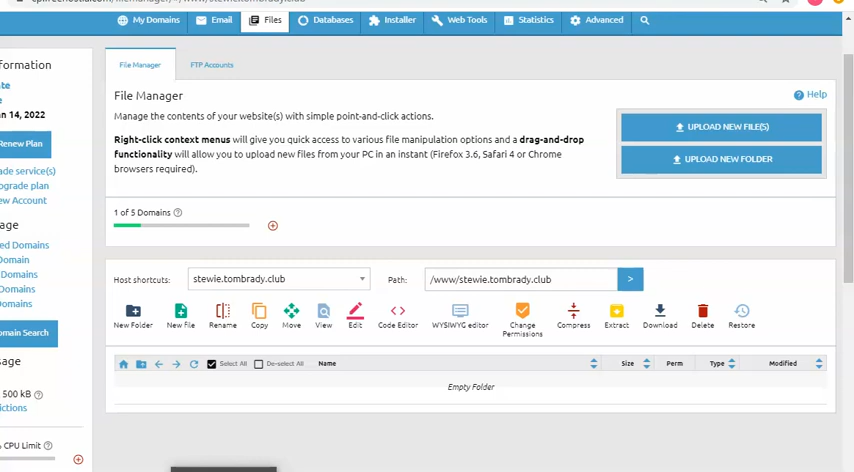 My Domains Email Files Databases Installer Web Tools Statistics Advanced
formation
n 14, 2022
Renew Plan
ade service(s)
pgrade plan
ew Account
age
ed Domains
omain
Domains
Domains
omains
omain Search
ssage
500 kB
ictions
CPU Limit
File Manager FTP Accounts
File Manager
Help
Manage the contents of your website(s) with simple point-and-click actions.
Right-click context menus will give you quick access to various file manipulation options and a drag-and-drop
functionality will allow you to upload new files from your PC in an instant (Firefox 3.6, Safari 4 or Chrome
browsers required).
UPLOAD NEW FILE(S)
UPLOAD NEW FOLDER
1 of 5 Domains
Host shortcuts: stewie.tombrady.club Path: /www/stewie.tombrady.club >
New Folder New file Rename Copy Move View Edit Code Editor WYSIWYG editor Change Permissions Compress Extract Download Delete Restore
Select All De-select All Name Size Perm Type Modified
Empty Folder